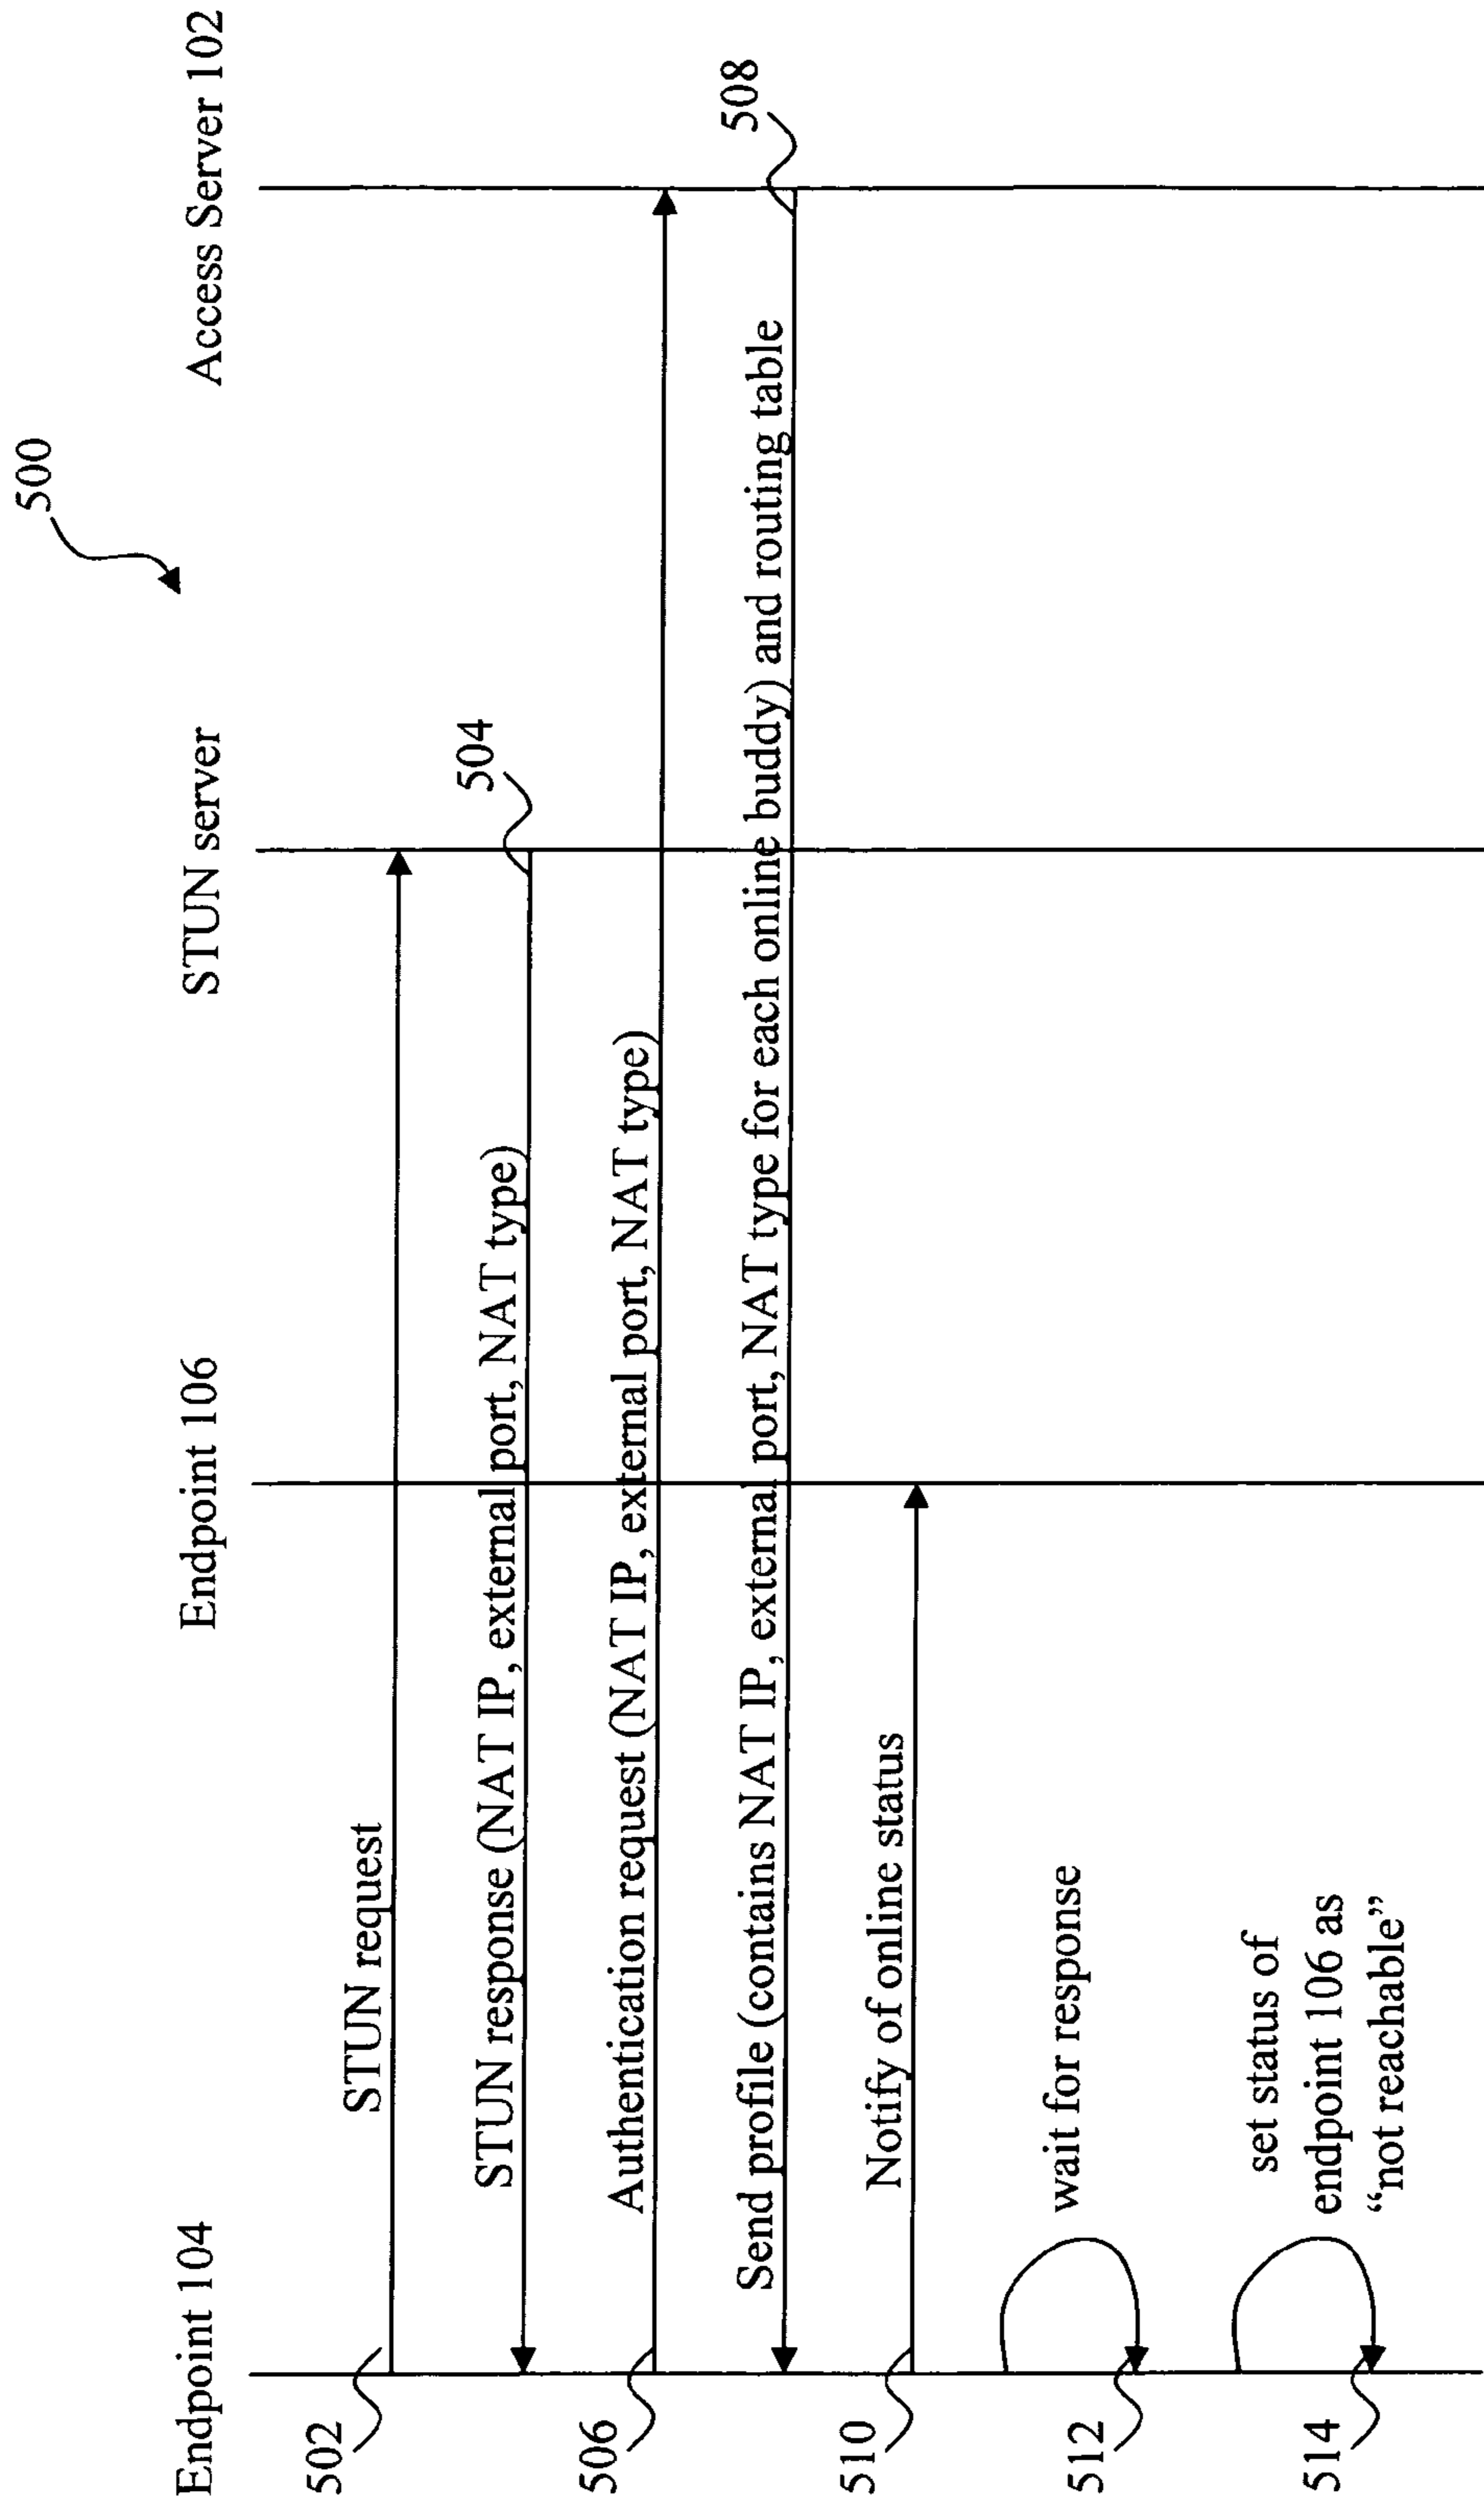 500
Endpoint 104
Endpoint 106
STUN server
Access Server 102
502
STUN request
STUN response (NAT IP, external port, NAT type)
504
506
Authentication request (NAT IP, external port, NAT type)
Send profile (contains NAT IP, external port, NAT type for each online buddy) and routing table
508
510
Notify of online status
512
wait for response
514
set status of
endpoint 106 as
“not reachable”